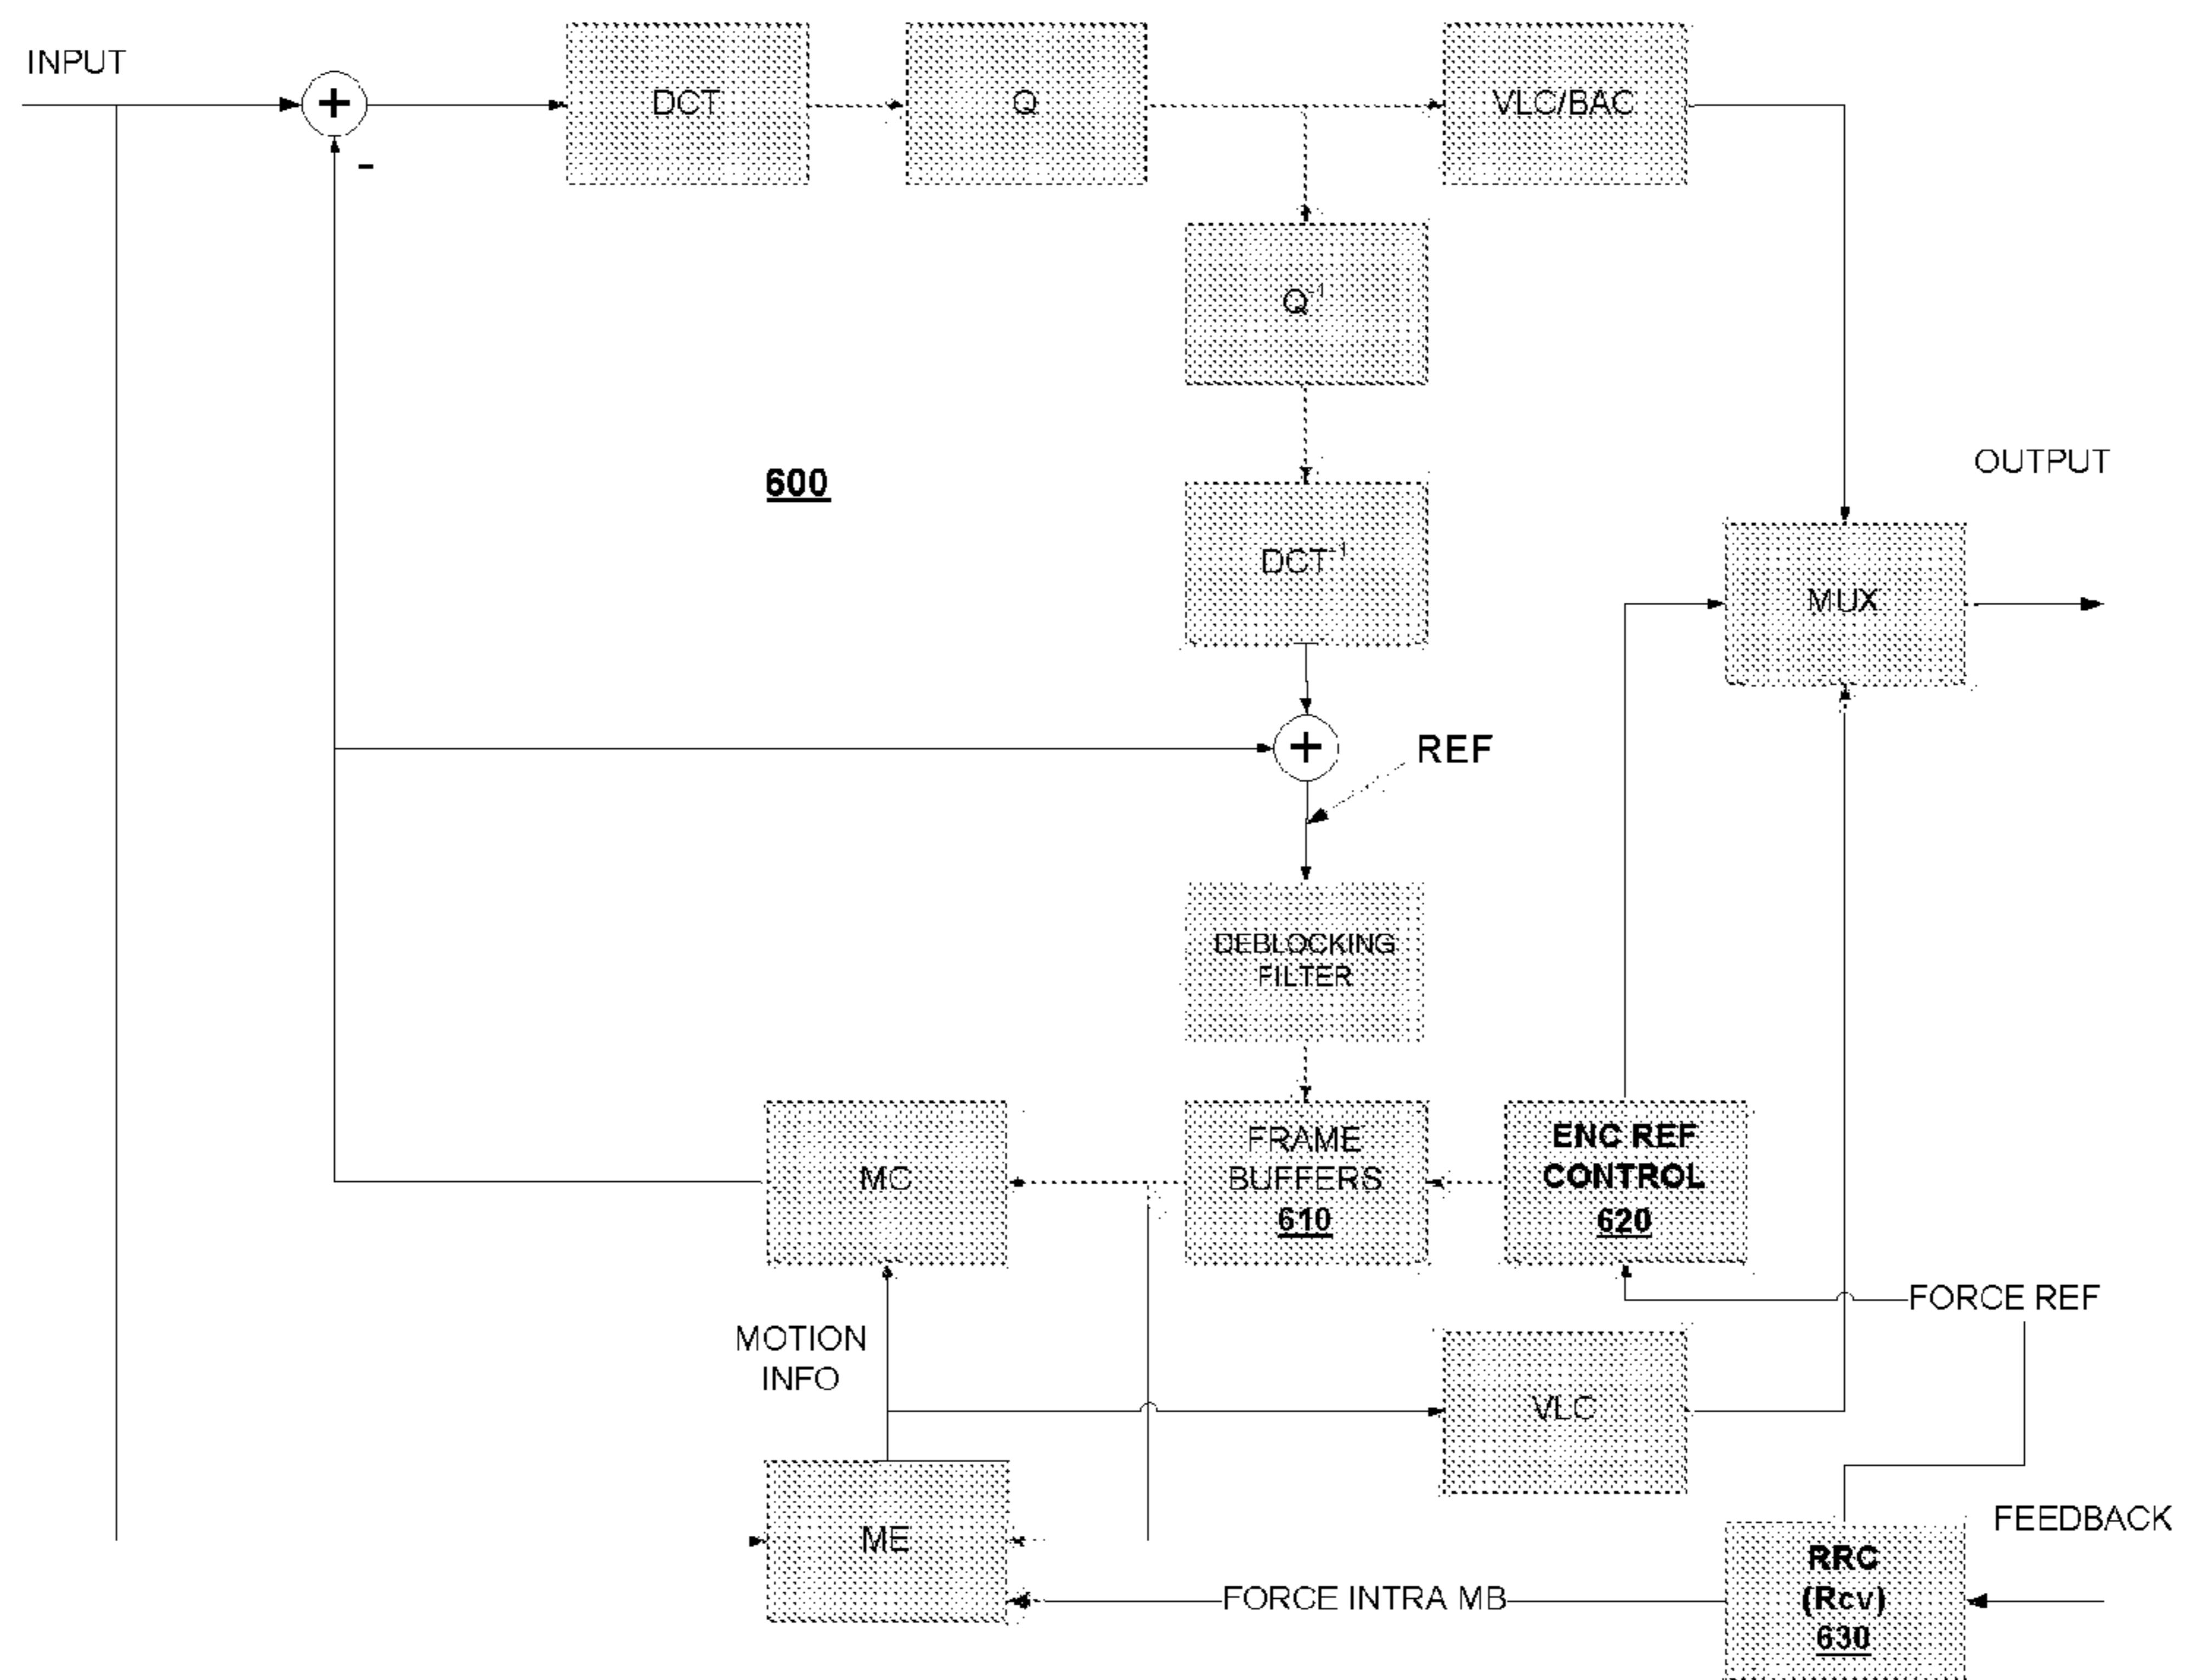 INPUT
+
DCT
Q
VLC/BAC
-
Q-1
600
OUTPUT
DCT-1
MUX
+
REF
DEBLOCKING
FILTER
MC
FRAME
BUFFERS
610
ENC REF
CONTROL
620
FORCE REF
MOTION
INFO
VLC
FEEDBACK
ME
FORCE INTRA MB
RRC
(Rcv)
630